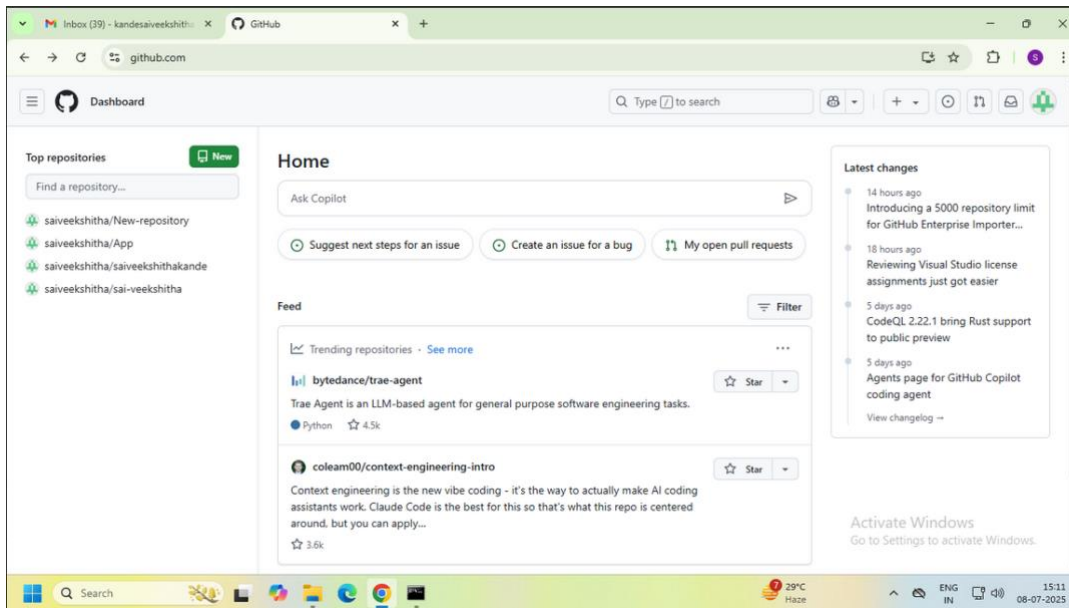 Inbox (39) - kandesaiveekshitha
GitHub
github.com
S
Dashboard
Type / to search
Top repositories
New
Find a repository...
saiveekshitha/New-repository
saiveekshitha/App
saiveekshitha/saiveekshithakande
saiveekshitha/sai-veekshitha
Home
Ask Copilot
Suggest next steps for an issue
Create an issue for a bug
My open pull requests
Feed
Filter
Trending repositories · See more
bytedance/trae-agent
Star
Trae Agent is an LLM-based agent for general purpose software engineering tasks.
Python 4.5k
coleam00/context-engineering-intro
Star
Context engineering is the new vibe coding - it's the way to actually make AI coding
assistants work. Claude Code is the best for this so that's what this repo is centered
around, but you can apply...
3.6k
Latest changes
14 hours ago
Introducing a 5000 repository limit
for GitHub Enterprise Importer...
18 hours ago
Reviewing Visual Studio license
assignments just got easier
5 days ago
CodeQL 2.22.1 bring Rust support
to public preview
5 days ago
Agents page for GitHub Copilot
coding agent
View changelog →
Activate Windows
Go to Settings to activate Windows.
Search
7
29°C
Haze
ENG
IN
15:11
08-07-2025